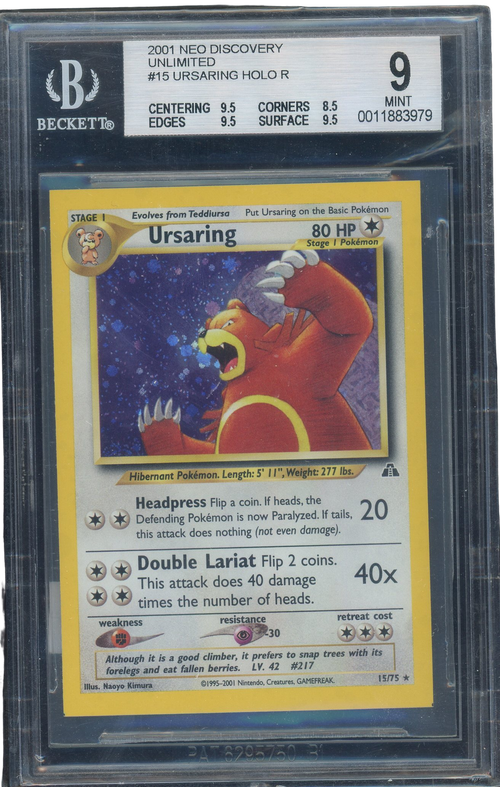 2001 NEO DISCOVERY
UNLIMITED
#15 URSARING HOLO R
9
MINT
0011883979
CENTERING 9.5 CORNERS 8.5
EDGES 9.5 SURFACE 9.5
B
BECKETT®
STAGE 1
Evolves from Teddiursa
Put Ursaring on the Basic Pokémon
Ursaring
80 HP
Stage 1 Pokémon
Hibernant Pokémon. Length: 5' 11", Weight: 277 lbs.
Headpress Flip a coin. If heads, the
Defending Pokémon is now Paralyzed. If tails,
this attack does nothing (not even damage).
20
Double Lariat Flip 2 coins.
This attack does 40 damage
times the number of heads.
40x
weakness
resistance
-30
retreat cost
Although it is a good climber, it prefers to snap trees with its
forelegs and eat fallen berries. LV. 42 #217
Illus. Naoyo Kimura
©1995-2001 Nintendo, Creatures, GAMEFREAK.
15/75 ★